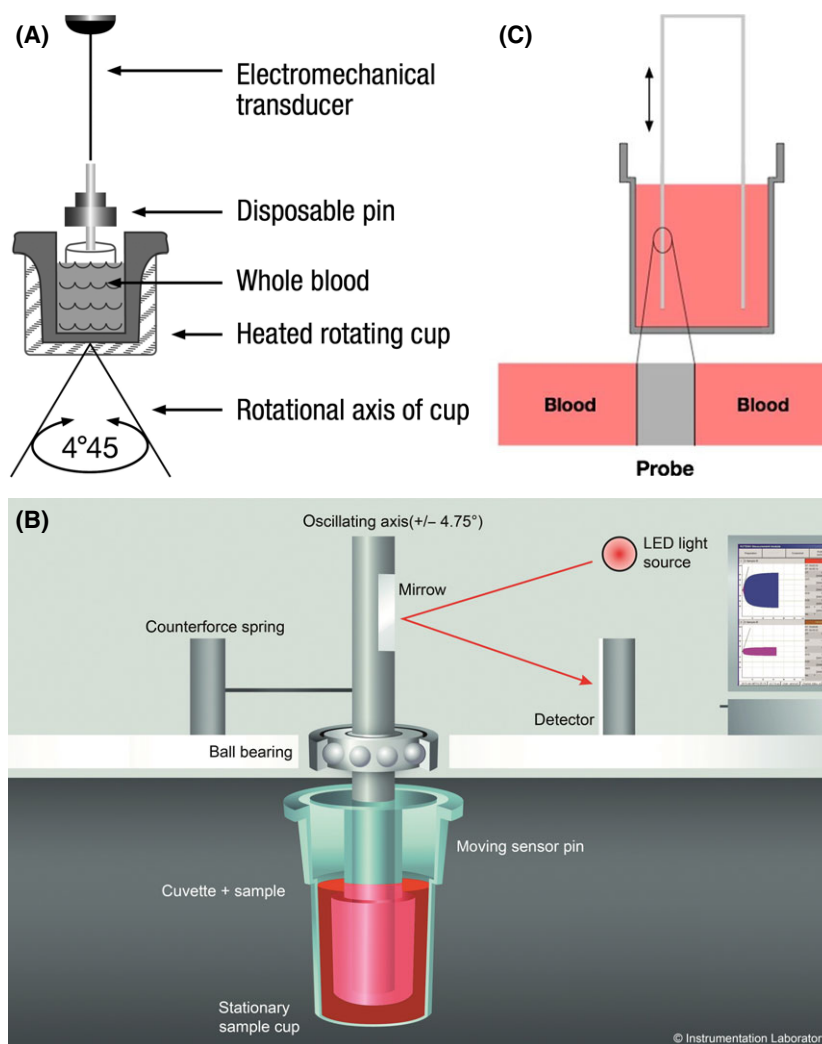 (A)
Electromechanical
transducer
Disposable pin
Whole blood
Heated rotating cup
Rotational axis of cup
4°45
(C)
Blood
Blood
Probe
(B)
Oscillating axis(+/– 4.75°)
LED light
source
Mirrow
Counterforce spring
Detector
Ball bearing
Moving sensor pin
Cuvette + sample
Stationary
sample cup
© Instrumentation Laborator